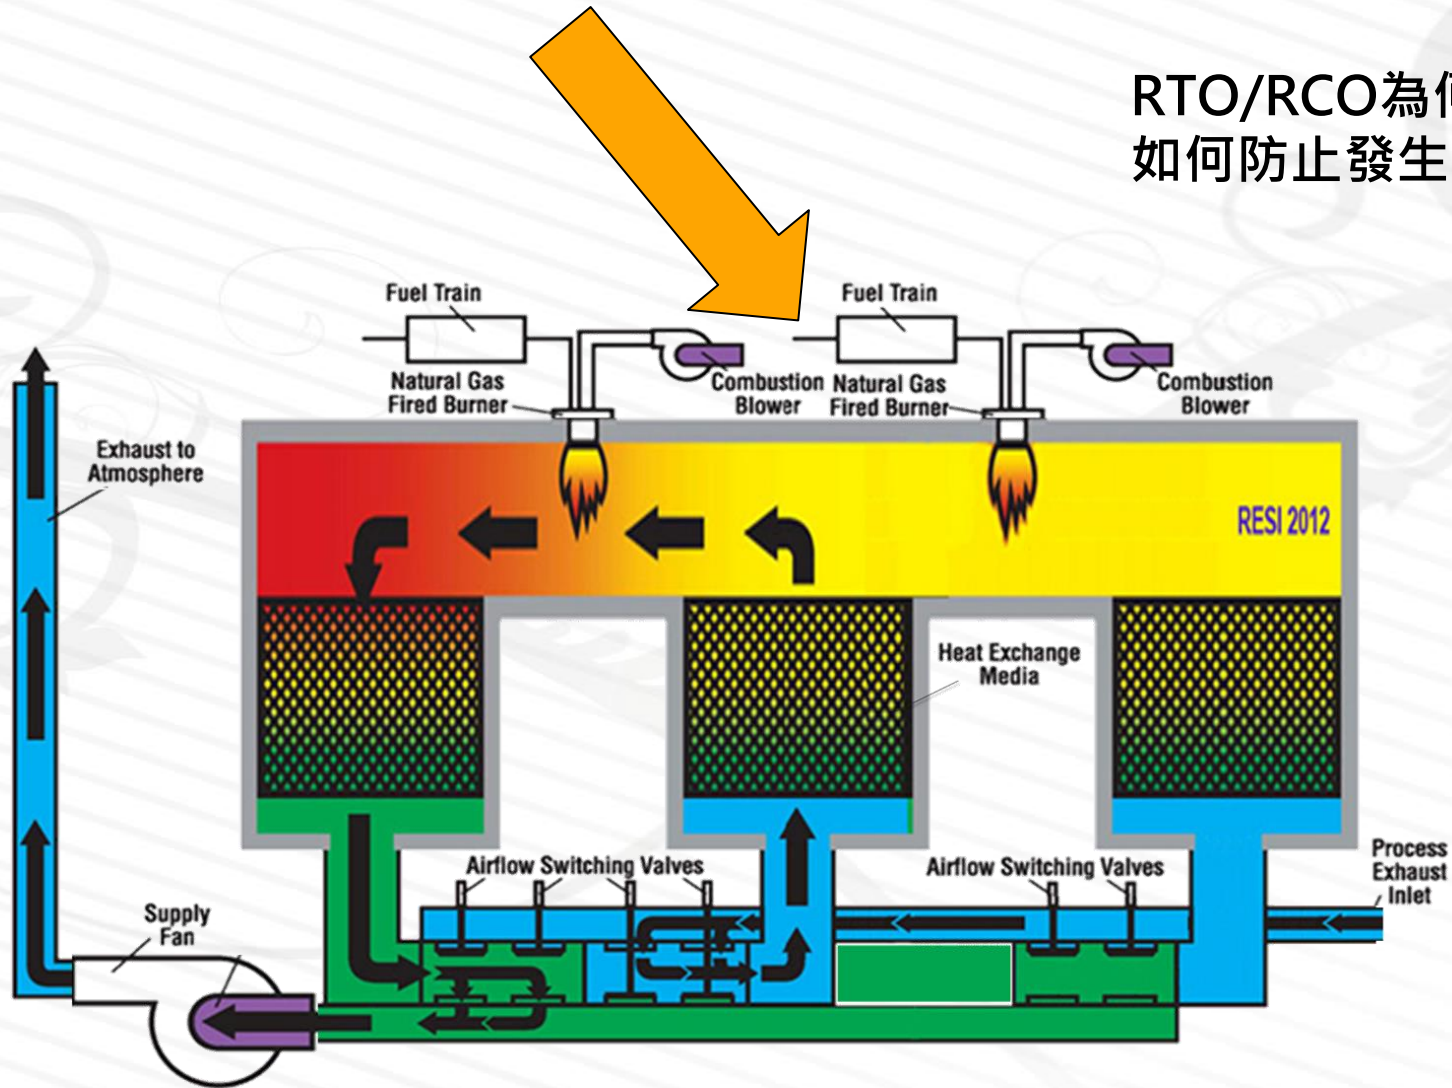 RTO/RCO為
如何防止發生
Fuel Train
Fuel Train
Natural Gas
Fired Burner
Combustion
Blower
Natural Gas
Fired Burner
Combustion
Blower
Exhaust to
Atmosphere
RESI 2012
Heat Exchange
Media
Airflow Switching Valves
Airflow Switching Valves
Process
Exhaust
Inlet
Supply
Fan